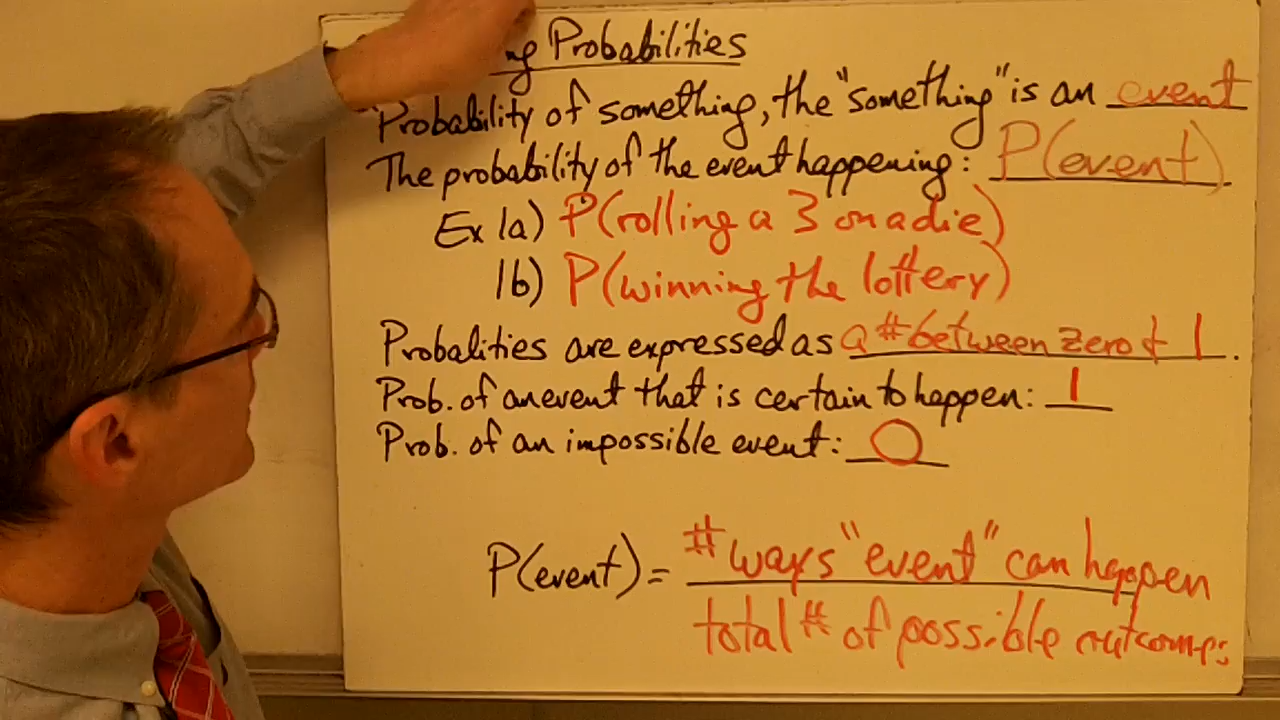 Probabilities
Probability of something, the "something" is an event
The probability of the event happening: P(event)
Ex 1a) P(rolling a 3 on a die)
1b) P(winning the lottery)
Probalities are expressed as a # between zero & 1.
Prob. of an event that is certain to happen: 1
Prob. of an impossible event: 0
P(event) = # ways "event" can happen
total # of possible outcomes